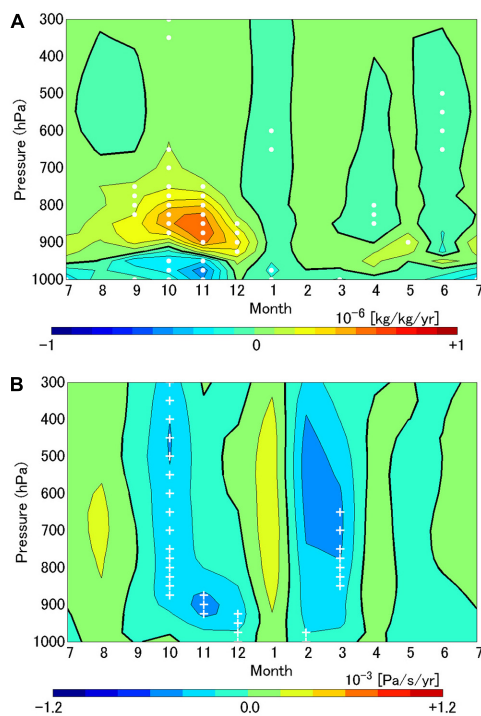 A
300
400
500
600
700
800
900
1000
Pressure (hPa)
7 8 9 10 11 12 1 2 3 4 5 6 7
Month
10⁻⁶ [kg/kg/yr]
−1 0 +1
B
300
400
500
600
700
800
900
1000
Pressure (hPa)
7 8 9 10 11 12 1 2 3 4 5 6 7
Month
10⁻³ [Pa/s/yr]
−1.2 0.0 +1.2